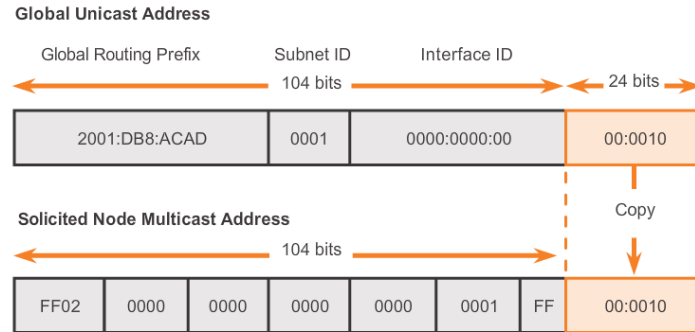 Global Unicast Address
Global Routing Prefix Subnet ID Interface ID
104 bits 24 bits
2001:DB8:ACAD 0001 0000:0000:00 00:0010
Copy
Solicited Node Multicast Address
104 bits
FF02 0000 0000 0000 0000 0001 FF 00:0010